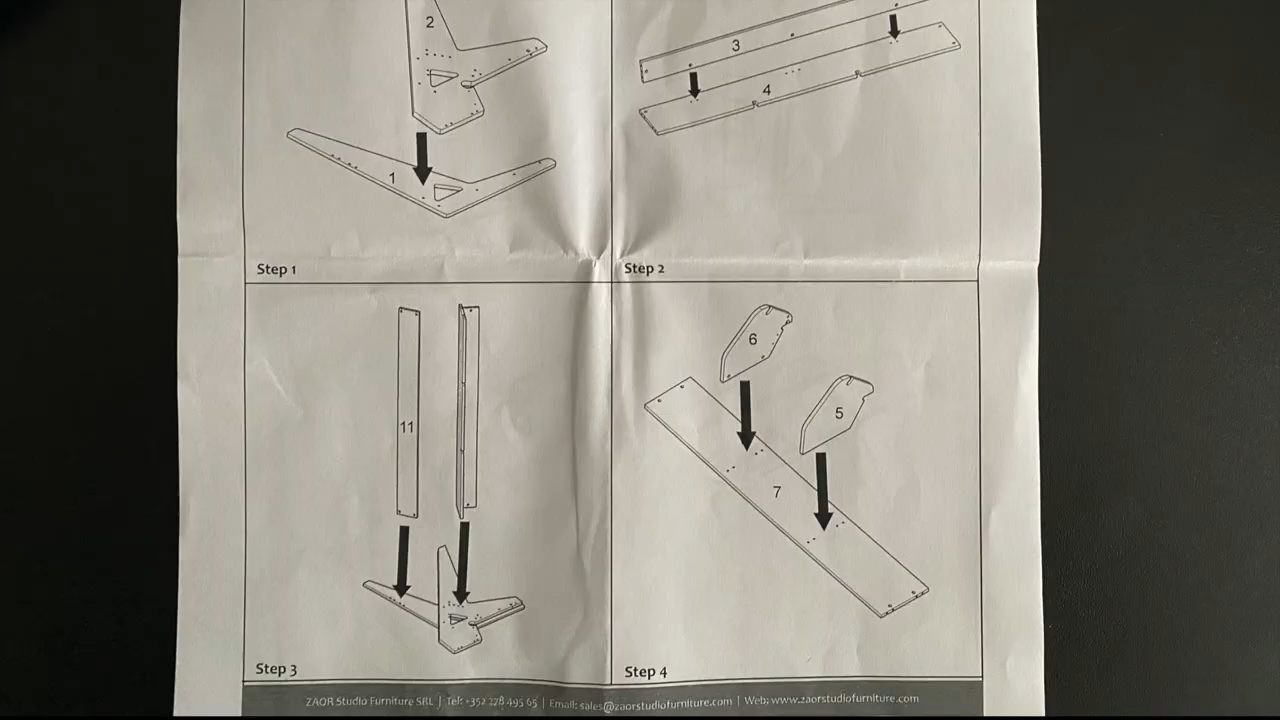 2
3
4
1
Step 1
Step 2
6
5
11
7
Step 3
Step 4
ZAOR Studio Furniture SRL | Tel: +352 278 495 65 | Email: sales@zaorstudiofurniture.com | Web: www.zaorstudiofurniture.com